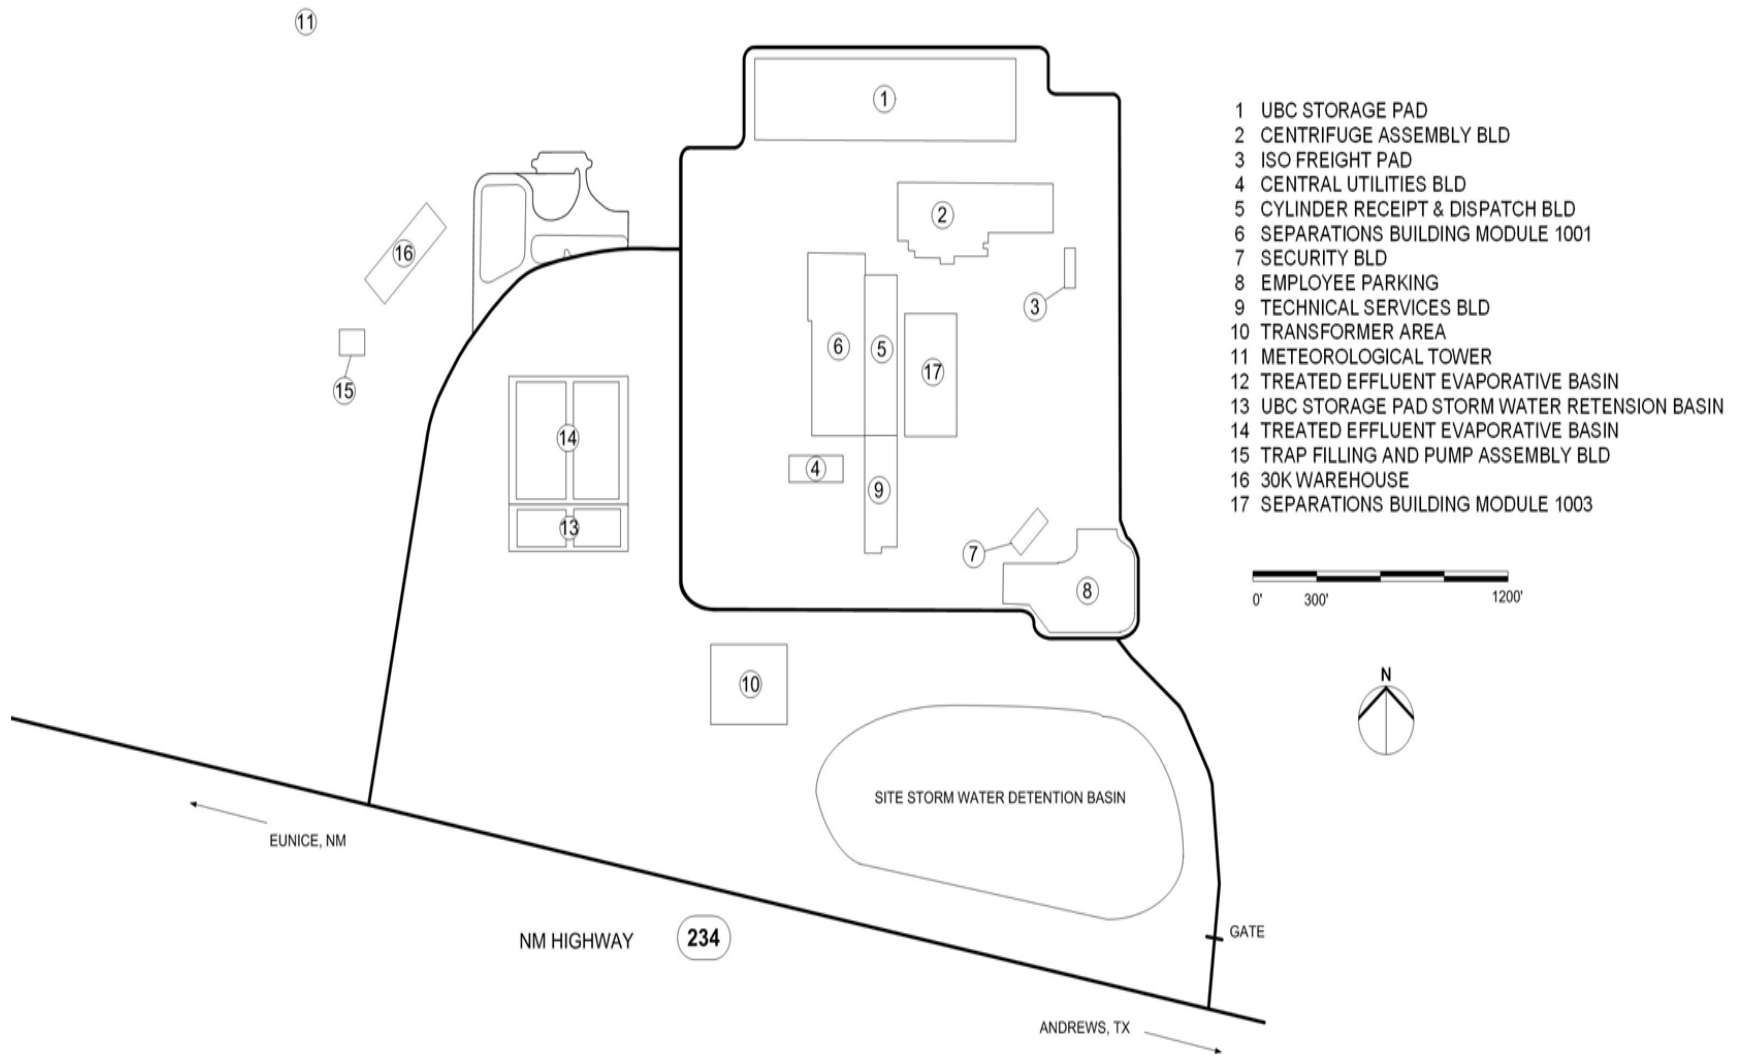 11
1
2
16
3
6
5
17
15
14
4
9
13
7
8
10
1 UBC STORAGE PAD
2 CENTRIFUGE ASSEMBLY BLD
3 ISO FREIGHT PAD
4 CENTRAL UTILITIES BLD
5 CYLINDER RECEIPT & DISPATCH BLD
6 SEPARATIONS BUILDING MODULE 1001
7 SECURITY BLD
8 EMPLOYEE PARKING
9 TECHNICAL SERVICES BLD
10 TRANSFORMER AREA
11 METEOROLOGICAL TOWER
12 TREATED EFFLUENT EVAPORATIVE BASIN
13 UBC STORAGE PAD STORM WATER RETENSION BASIN
14 TREATED EFFLUENT EVAPORATIVE BASIN
15 TRAP FILLING AND PUMP ASSEMBLY BLD
16 30K WAREHOUSE
17 SEPARATIONS BUILDING MODULE 1003
0' 300' 1200'
N
SITE STORM WATER DETENTION BASIN
EUNICE, NM
NM HIGHWAY 234
GATE
ANDREWS, TX